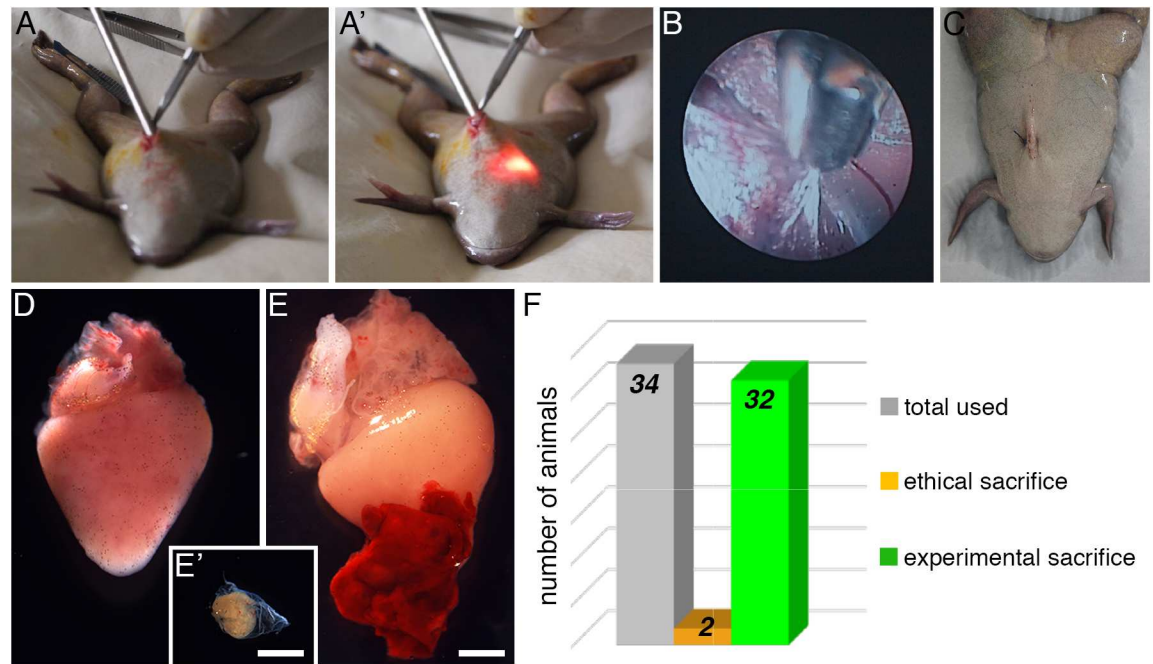 A
A'
B
C
D
E
E'
F
number of animals
34
2
32
total used
ethical sacrifice
experimental sacrifice